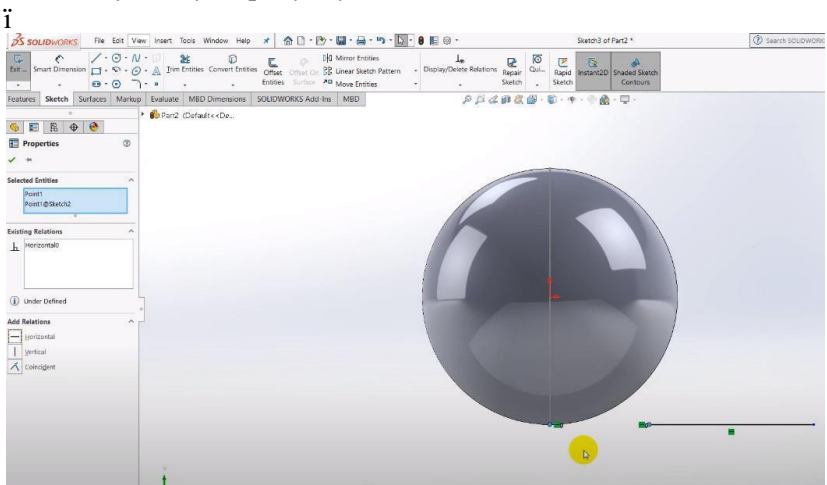 ї
SOLIDWORKS File Edit View Insert Tools Window Help
Sketch3 of Part2 *
Search SOLIDWORK
Exit ... Smart Dimension Trim Entities Convert Entities Offset Entities Offset On Surface Mirror Entities Linear Sketch Pattern Move Entities Display/Delete Relations Repair Sketch Qui... Rapid Sketch Instant2D Shaded Sketch Contours
Features Sketch Surfaces Markup Evaluate MBD Dimensions SOLIDWORKS Add-Ins MBD
Part2 (Default<<De...
Properties
Selected Entities
Point1
Point1@Sketch2
Existing Relations
Horizontal0
Under Defined
Add Relations
Horizontal
Vertical
Coincident